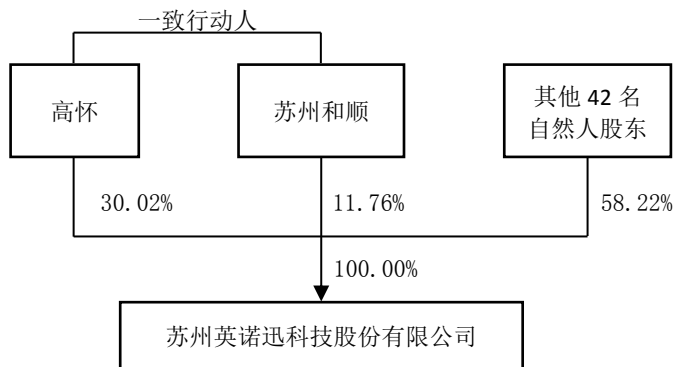 一致行动人
高怀
苏州和顺
其他 42 名
自然人股东
30.02%
11.76%
58.22%
100.00%
苏州英诺迅科技股份有限公司